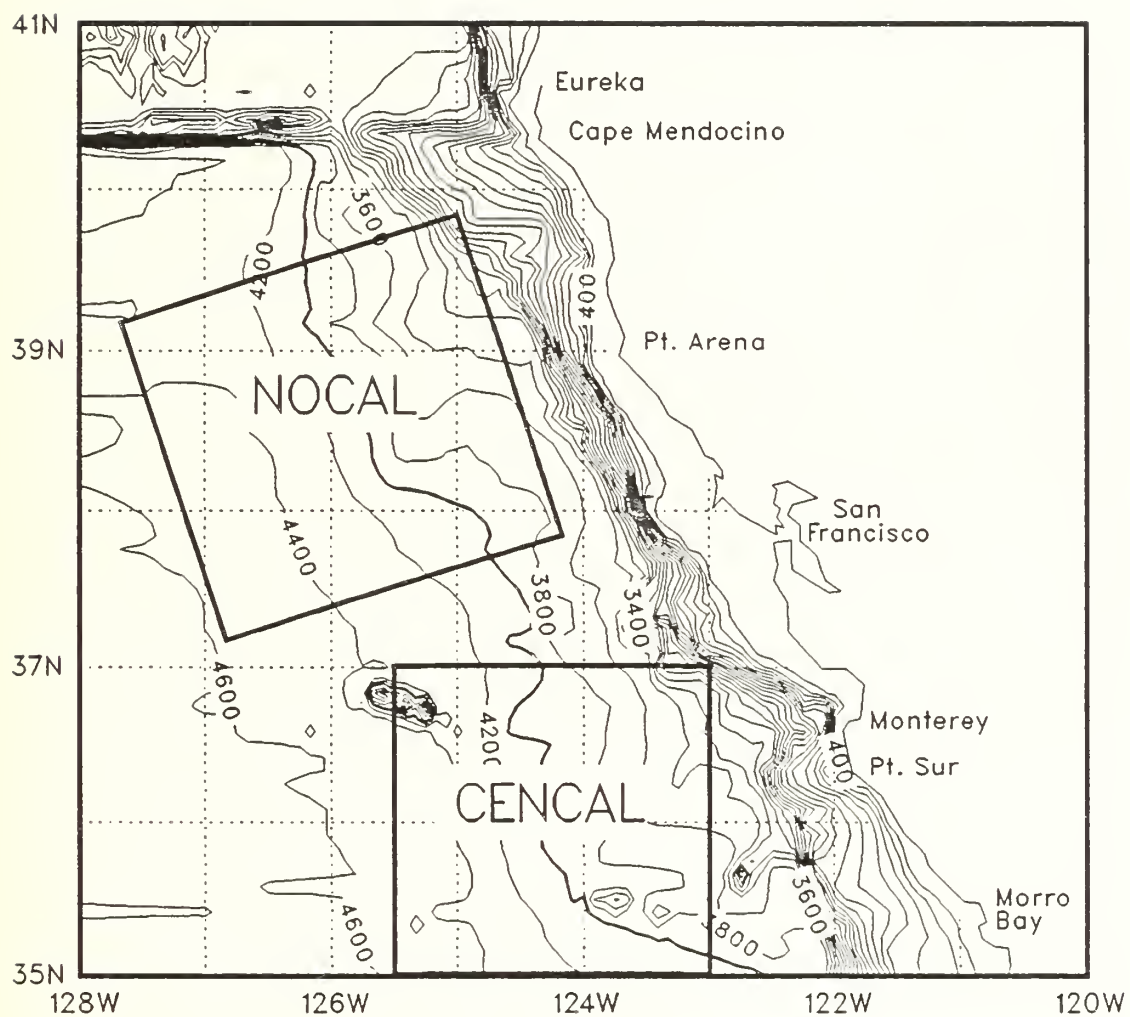 41N
Eureka
Cape Mendocino
3600
4200
400
39N
Pt. Arena
NOCAL
San
Francisco
4400
3800
3400
37N
4600
4200
Monterey
400
Pt. Sur
CENCAL
4600
3600
3800
Morro
Bay
35N
128W
126W
124W
122W
120W